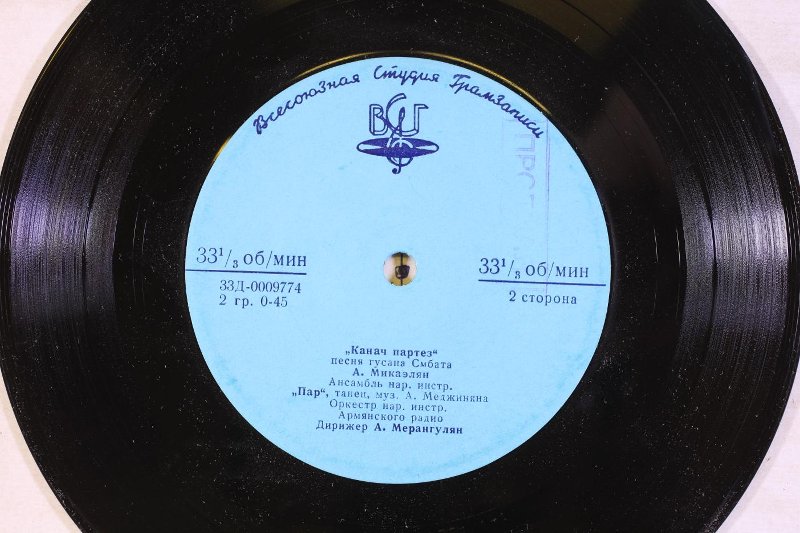 Всесоюзная Студия Грамзаписи
ВСГ
33¹/₃ об/мин
33Д-0009774
2 гр. 0-45
33¹/₃ об/мин
2 сторона
„Канач партез“
песня гусана Смбата
А. Микаэлян
Ансамбль нар. инстр.
„Пар“, танец, муз. А. Меджиняна
Оркестр нар. инстр.
Армянского радио
Дирижер А. Мерангулян